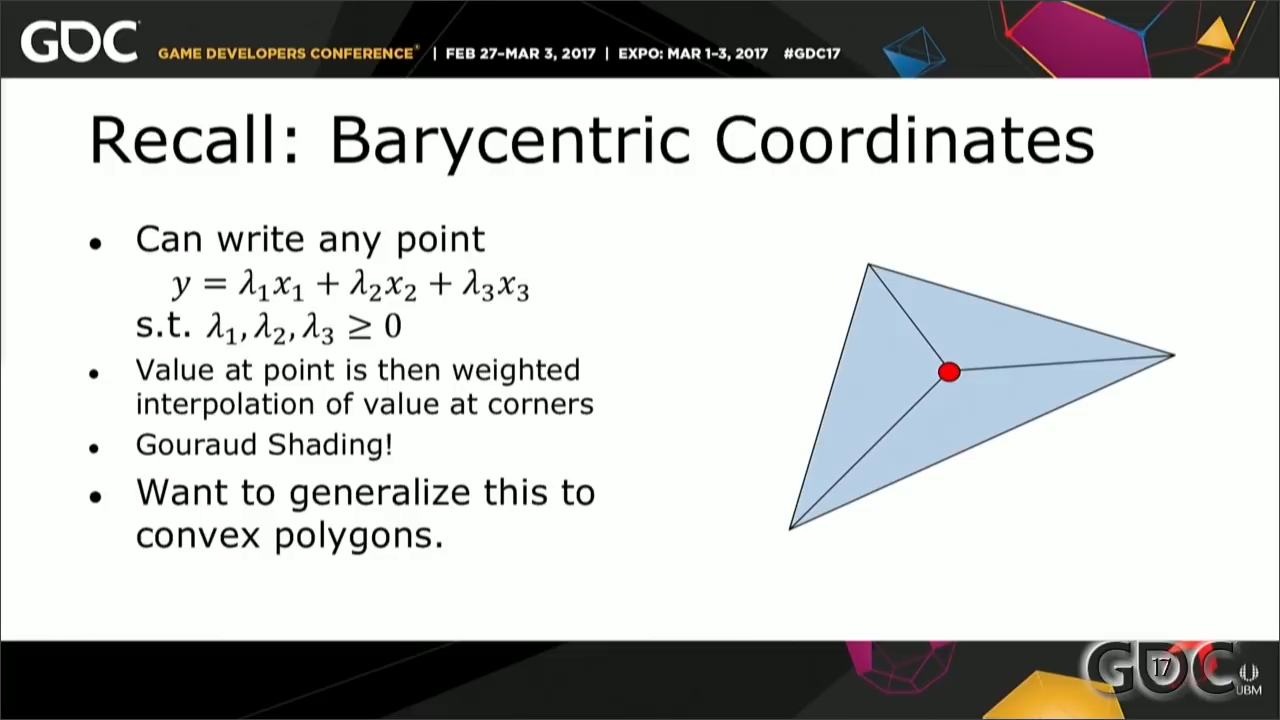 GDC GAME DEVELOPERS CONFERENCE® | FEB 27–MAR 3, 2017 | EXPO: MAR 1–3, 2017 #GDC17
Recall: Barycentric Coordinates
• Can write any point
y = λ₁x₁ + λ₂x₂ + λ₃x₃
s.t. λ₁, λ₂, λ₃ ≥ 0
• Value at point is then weighted
interpolation of value at corners
• Gouraud Shading!
• Want to generalize this to
convex polygons.
GDC 17
UBM